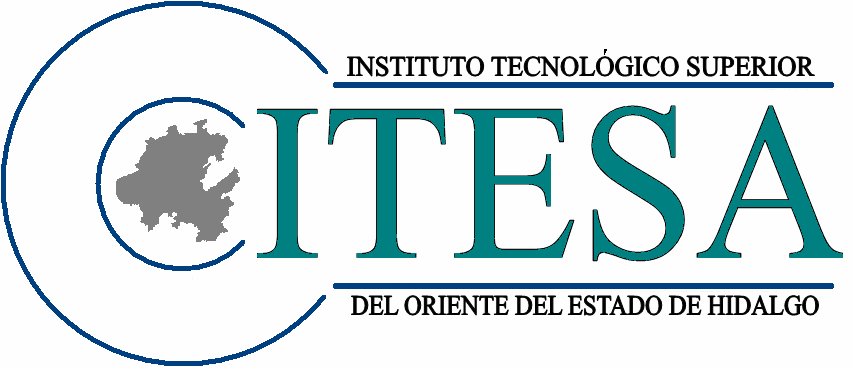 INSTITUTO TECNOLÓGICO SUPERIOR
ITESA
DEL ORIENTE DEL ESTADO DE HIDALGO